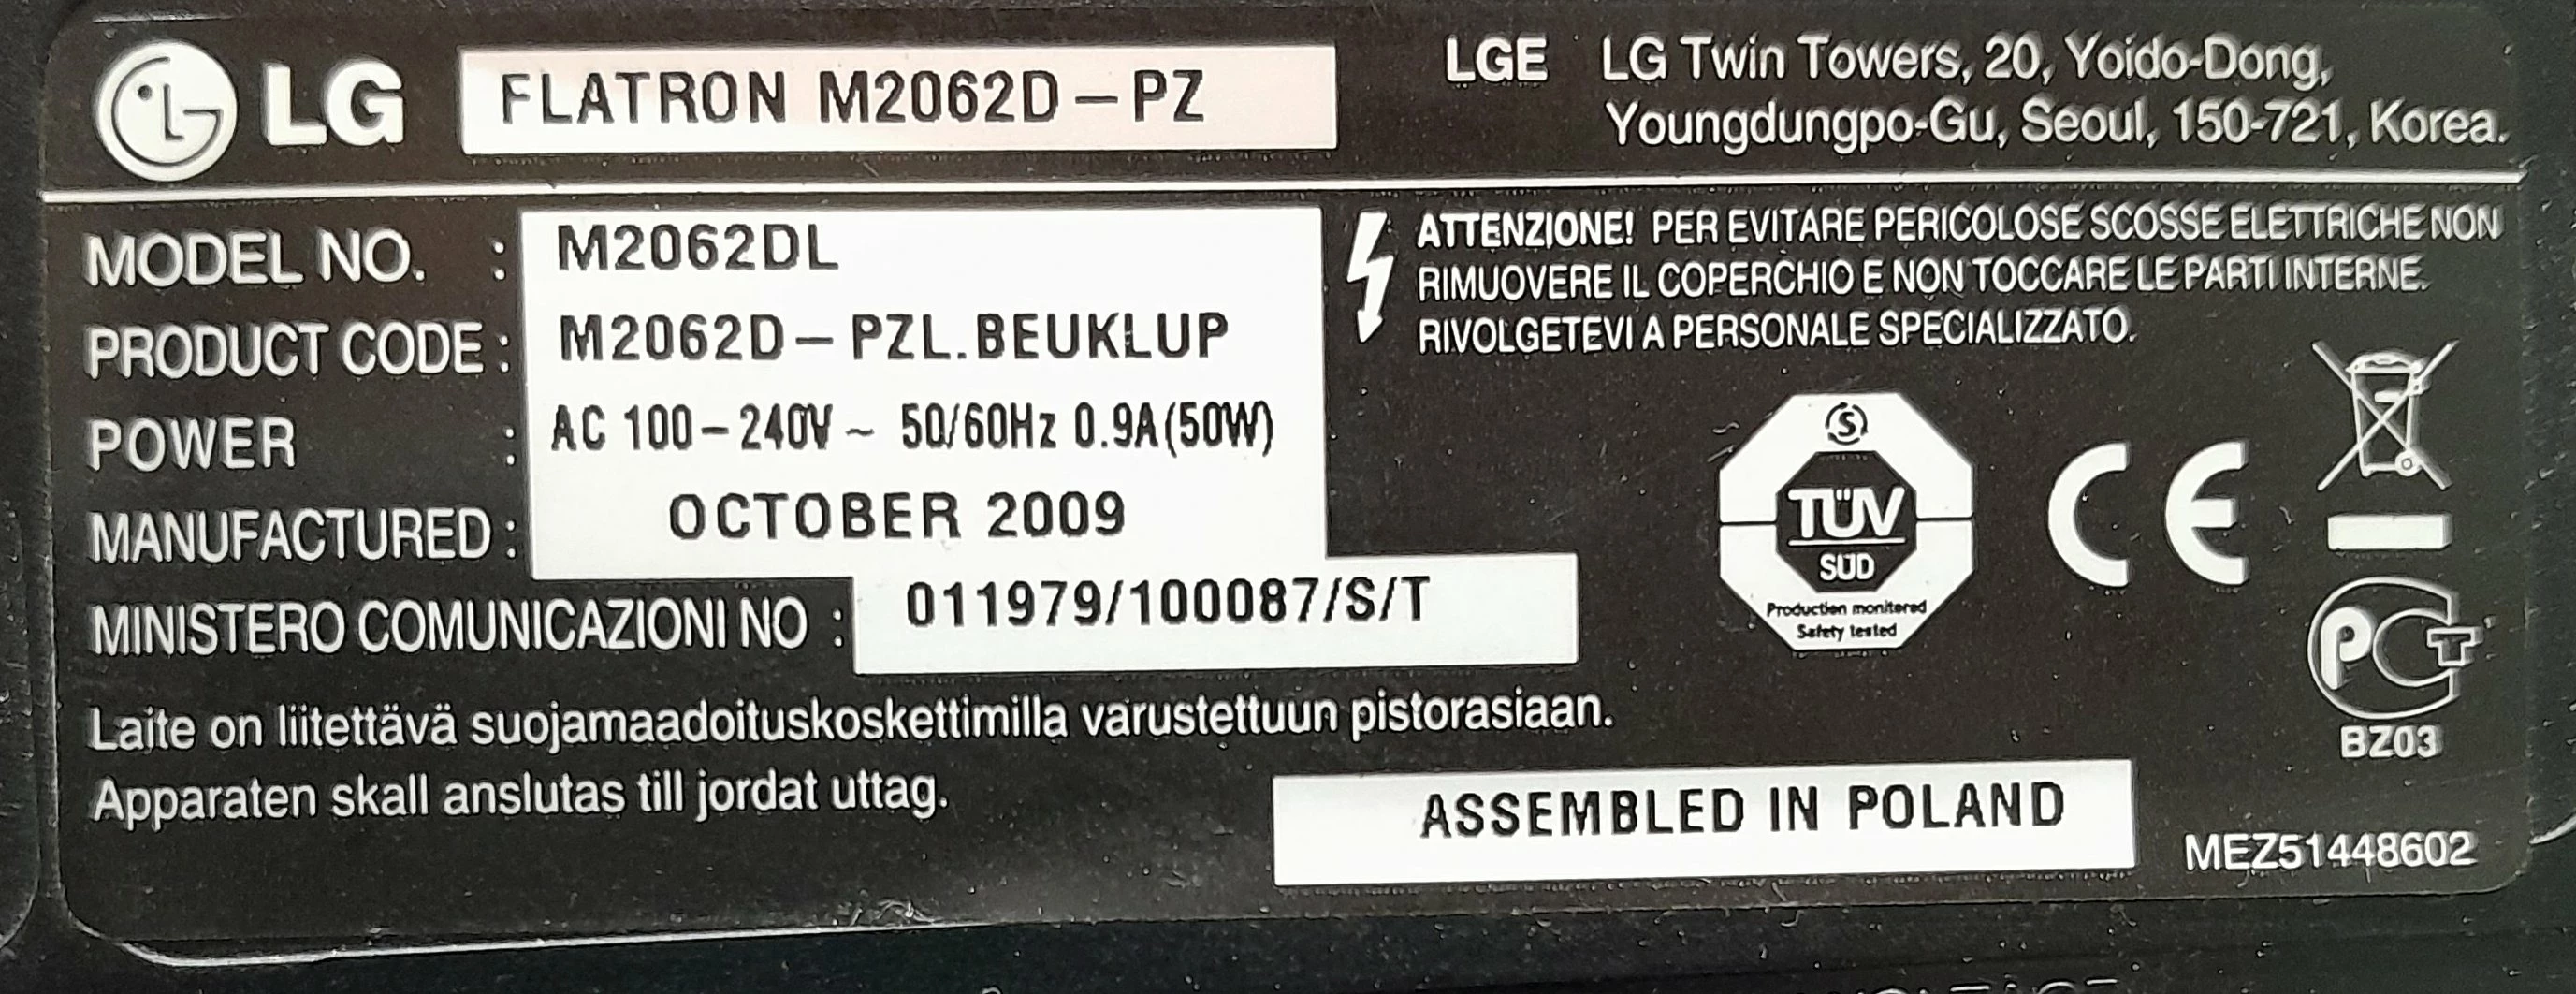 LG FLATRON M2062D-PZ
LGE LG Twin Towers, 20, Yoido-Dong,
Youngdungpo-Gu, Seoul, 150-721, Korea.
MODEL NO. : M2062DL
PRODUCT CODE : M2062D-PZL.BEUKLUP
POWER : AC 100-240V ~ 50/60Hz 0.9A(50W)
MANUFACTURED : OCTOBER 2009
MINISTERO COMUNICAZIONI NO : 011979/100087/S/T
ATTENZIONE! PER EVITARE PERICOLOSE SCOSSE ELETTRICHE NON
RIMUOVERE IL COPERCHIO E NON TOCCARE LE PARTI INTERNE.
RIVOLGETEVI A PERSONALE SPECIALIZZATO.
S
TÜV
SÜD
Production monitored
Safety tested
CE
PCT
BZ03
Laite on liitettävä suojamaadoituskoskettimilla varustettuun pistorasiaan.
Apparaten skall anslutas till jordat uttag.
ASSEMBLED IN POLAND
MEZ51448602